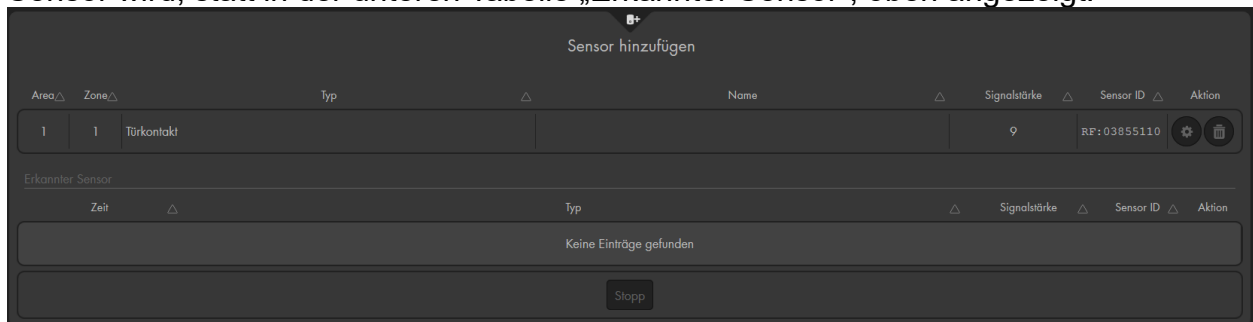 Sensor wird, statt in der unteren Tabelle „Erkannter Sensor“, oben angezeigt.
Sensor hinzufügen
Area Zone Typ Name Signalstärke Sensor ID Aktion
1 1 Türkontakt 9 RF:03855110
Erkannter Sensor
Zeit Typ Signalstärke Sensor ID Aktion
Keine Einträge gefunden
Stopp